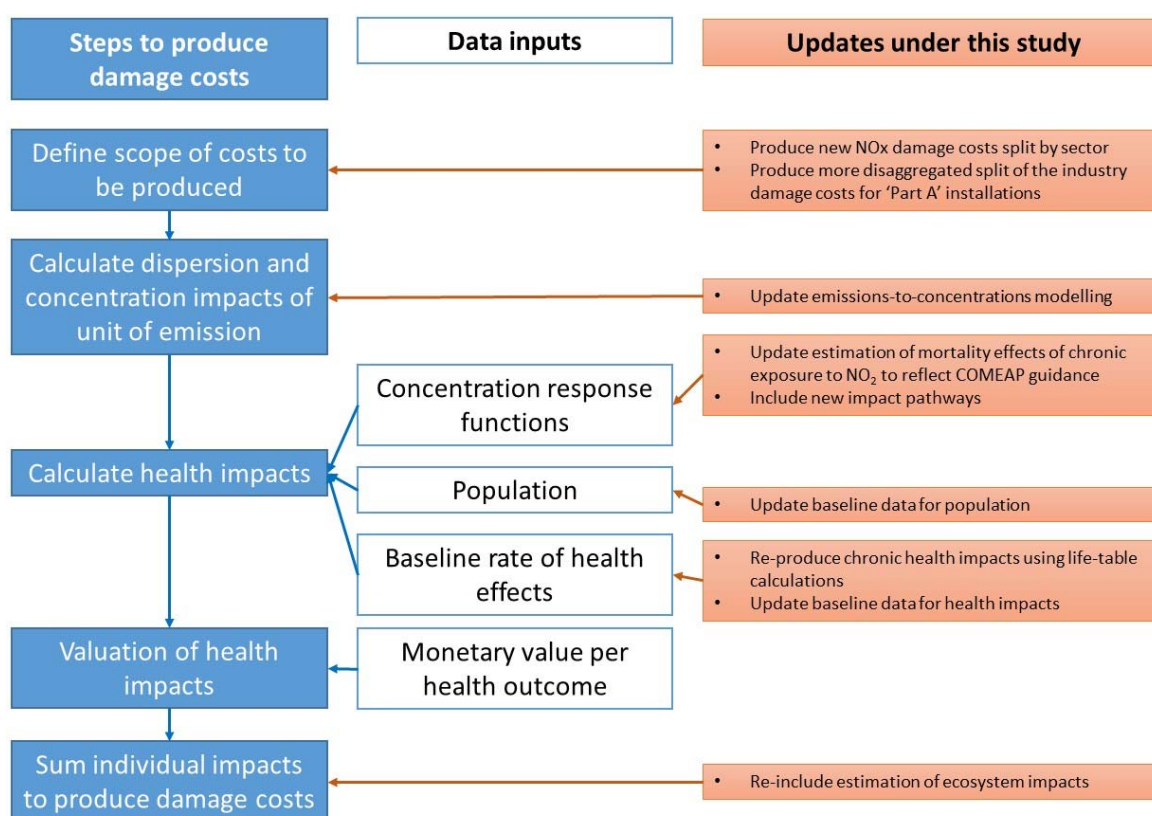 Steps to produce
damage costs
Data inputs
Updates under this study
Define scope of costs to
be produced
• Produce new NOx damage costs split by sector
• Produce more disaggregated split of the industry
damage costs for ‘Part A’ installations
Calculate dispersion and
concentration impacts of
unit of emission
• Update emissions-to-concentrations modelling
Concentration response
functions
• Update estimation of mortality effects of chronic
exposure to NO₂ to reflect COMEAP guidance
• Include new impact pathways
Calculate health impacts
Population
• Update baseline data for population
Baseline rate of health
effects
• Re-produce chronic health impacts using life-table
calculations
• Update baseline data for health impacts
Valuation of health
impacts
Monetary value per
health outcome
Sum individual impacts
to produce damage costs
• Re-include estimation of ecosystem impacts